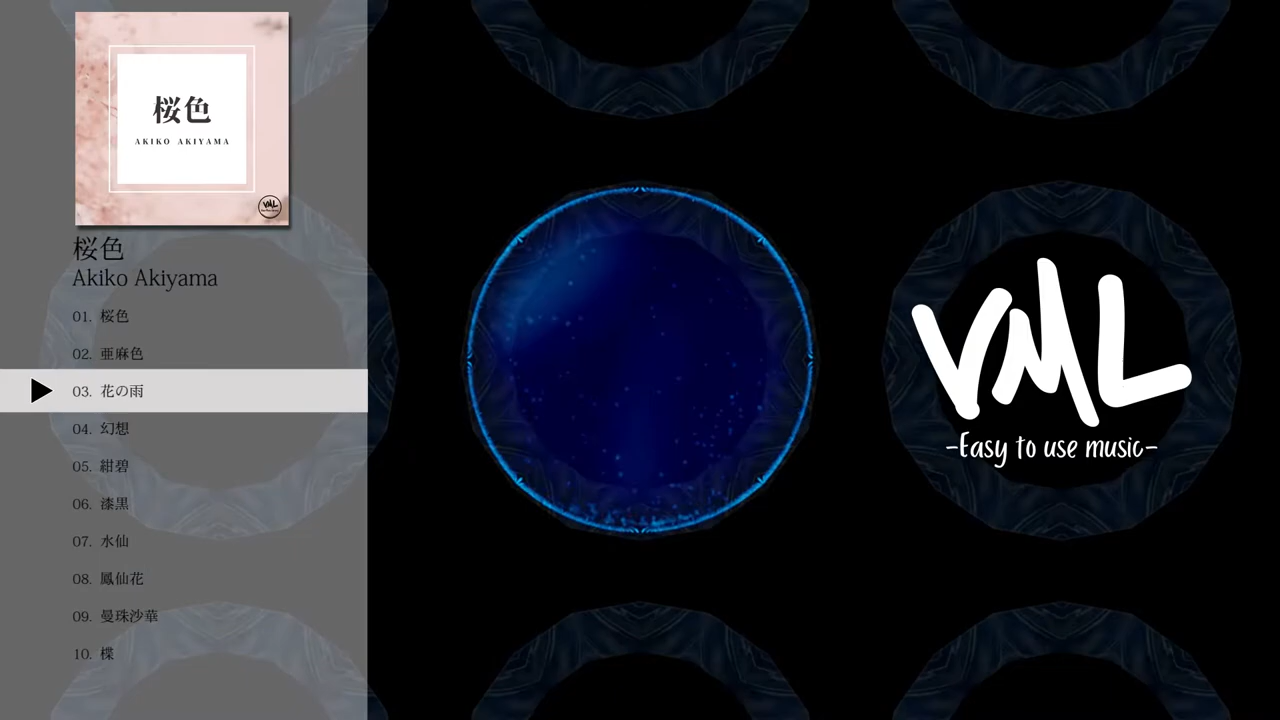 桜色
AKIKO AKIYAMA
VML
桜色
Akiko Akiyama
01. 桜色
02. 亜麻色
03. 花の雨
04. 幻想
05. 紺碧
06. 漆黒
07. 水仙
08. 鳳仙花
09. 曼珠沙華
10. 楪
VML
-Easy to use music-